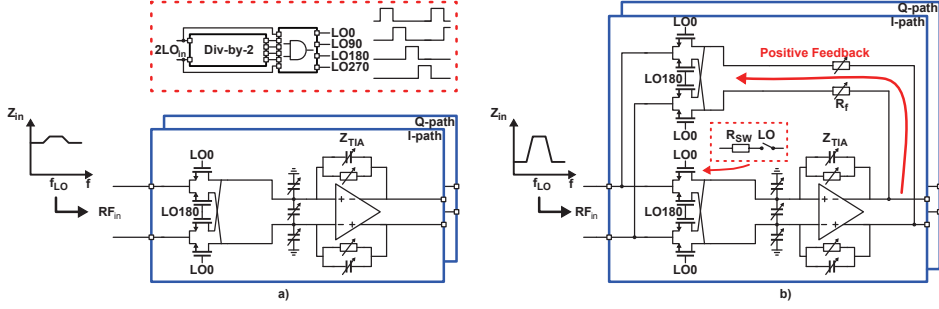 2LOin
Div-by-2
LO0
LO90
LO180
LO270
Zin
fLO
f
RFin
Q-path
I-path
LO0
LO180
LO0
ZTIA
+ -
- +
a)
Zin
fLO
f
RFin
Q-path
I-path
LO0
LO180
LO0
Positive Feedback
Rf
RSW
LO
LO0
LO180
LO0
ZTIA
+ -
- +
b)